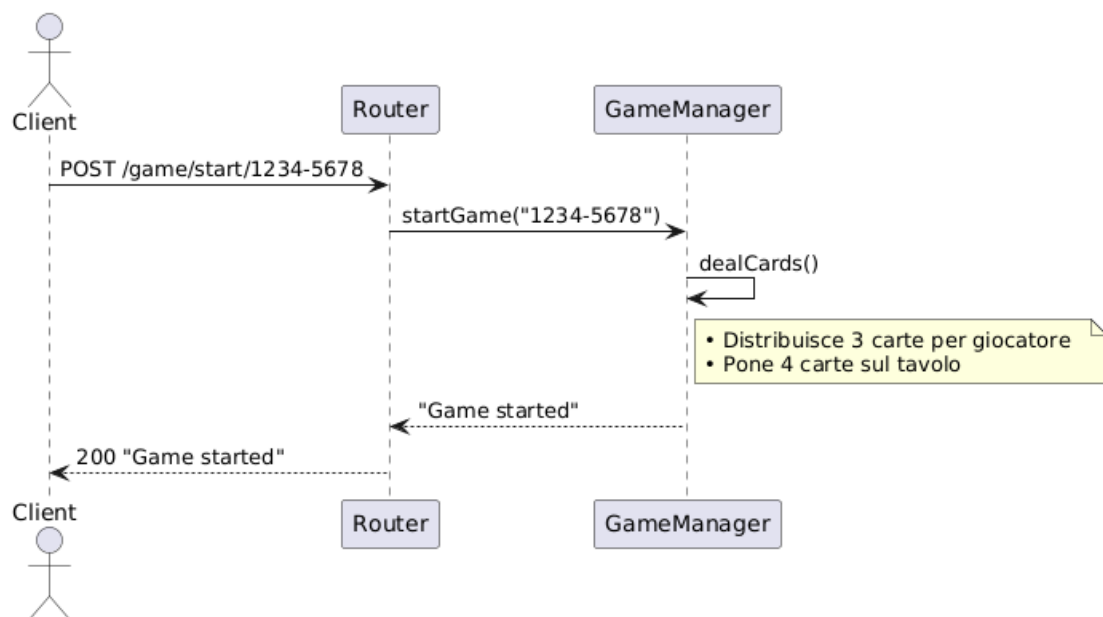 Client
Router
GameManager
POST /game/start/1234-5678
startGame("1234-5678")
dealCards()
• Distribuisce 3 carte per giocatore
• Pone 4 carte sul tavolo
"Game started"
200 "Game started"
Client
Router
GameManager